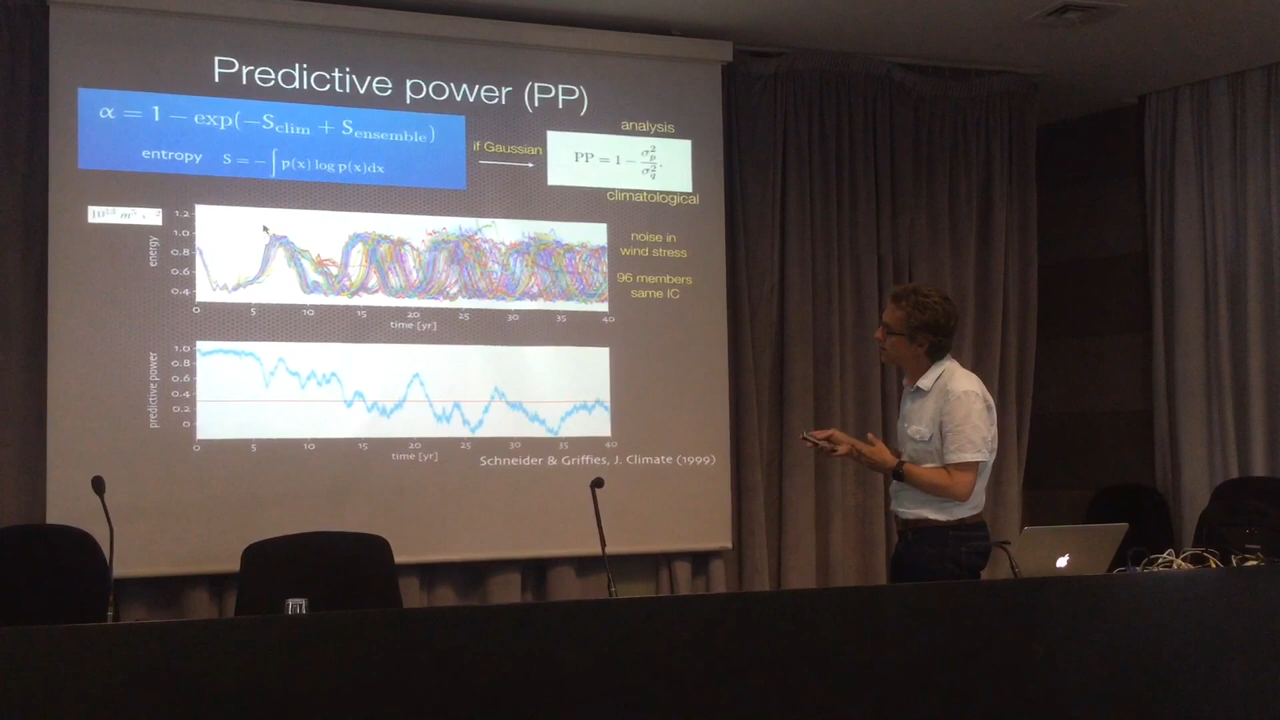 Predictive power (PP)
α = 1 − exp(−S_clim + S_ensemble)
entropy S = −∫ p(x) log p(x)dx
if Gaussian
analysis
PP = 1 − σ²_p / σ²_q.
climatological
energy
1.2
1.0
0.8
0.6
0.4
0 5 10 15 20 25 30 35 40
time [yr]
noise in
wind stress
96 members
same IC
predictive power
1.0
0.8
0.6
0.4
0.2
0
0 5 10 15 20 25 30 35 40
time [yr]
Schneider & Griffies, J. Climate (1999)